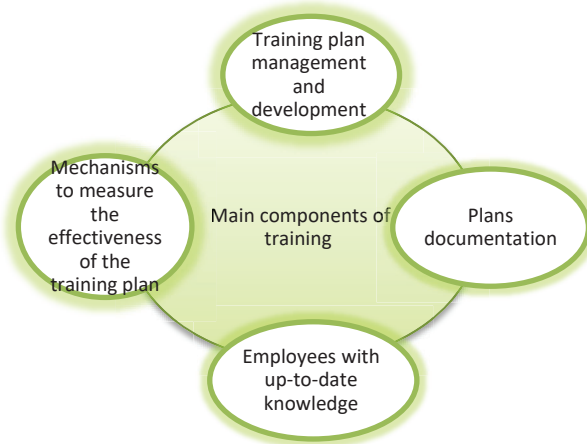 Training plan
management
and
development
Mechanisms
to measure
the
effectiveness
of the
training plan
Main components of
training
Plans
documentation
Employees with
up-to-date
knowledge